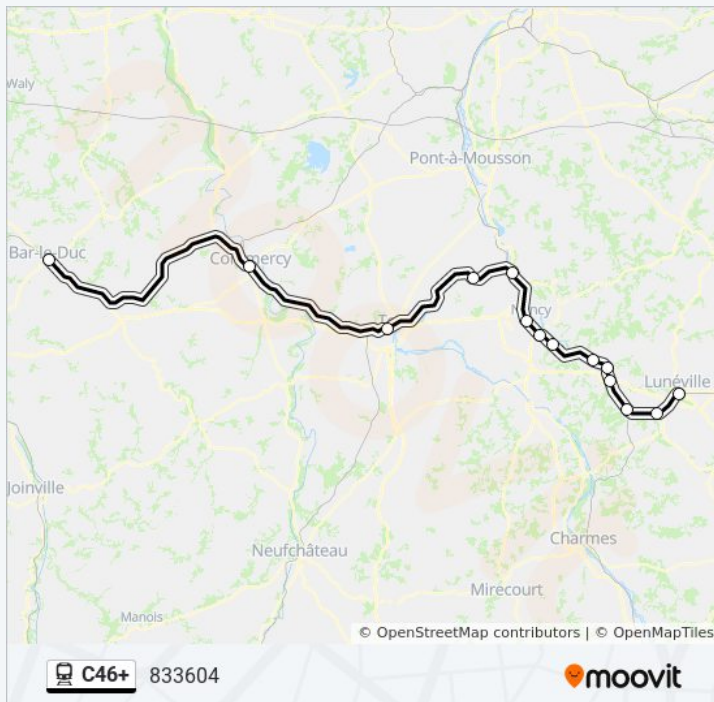 Waly
Pont-à-Mousson
Bar-le-Duc
Nancy
Lunéville
Joinville
Neufchâteau
Charmes
Mirecourt
Manois
© OpenStreetMap contributors | © OpenMapTiles
C46+ 833604
moovit